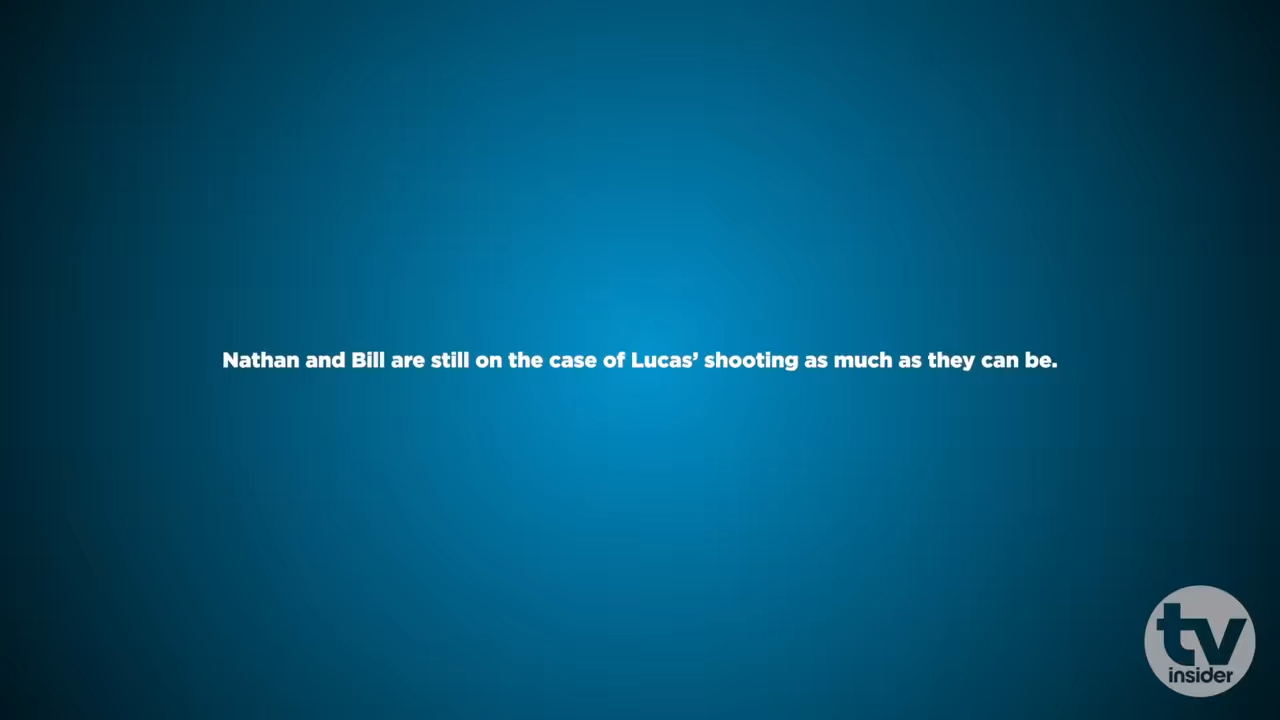 Nathan and Bill are still on the case of Lucas’ shooting as much as they can be.
tv
insider